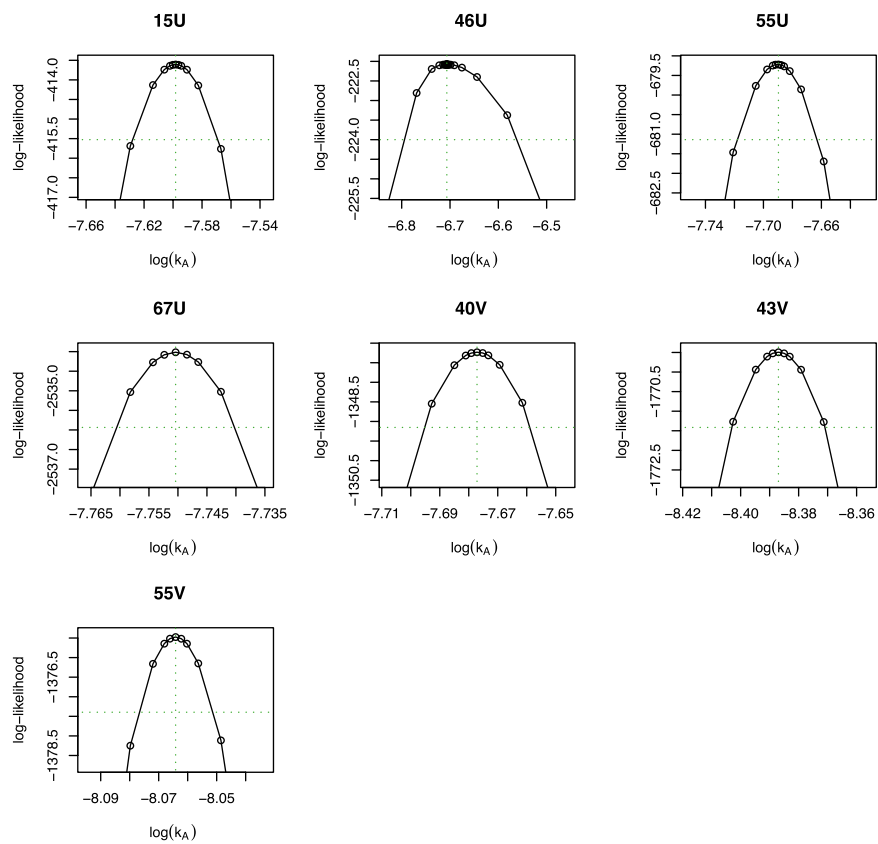 15U
log−likelihood
−414.0
−415.5
−417.0
−7.66
−7.62
−7.58
−7.54
log(kA)
46U
log−likelihood
−222.5
−224.0
−225.5
−6.8
−6.7
−6.6
−6.5
log(kA)
55U
log−likelihood
−679.5
−681.0
−682.5
−7.74
−7.70
−7.66
log(kA)
67U
log−likelihood
−2535.0
−2537.0
−7.765
−7.755
−7.745
−7.735
log(kA)
40V
log−likelihood
−1348.5
−1350.5
−7.71
−7.69
−7.67
−7.65
log(kA)
43V
log−likelihood
−1770.5
−1772.5
−8.42
−8.40
−8.38
−8.36
log(kA)
55V
log−likelihood
−1376.5
−1378.5
−8.09
−8.07
−8.05
log(kA)